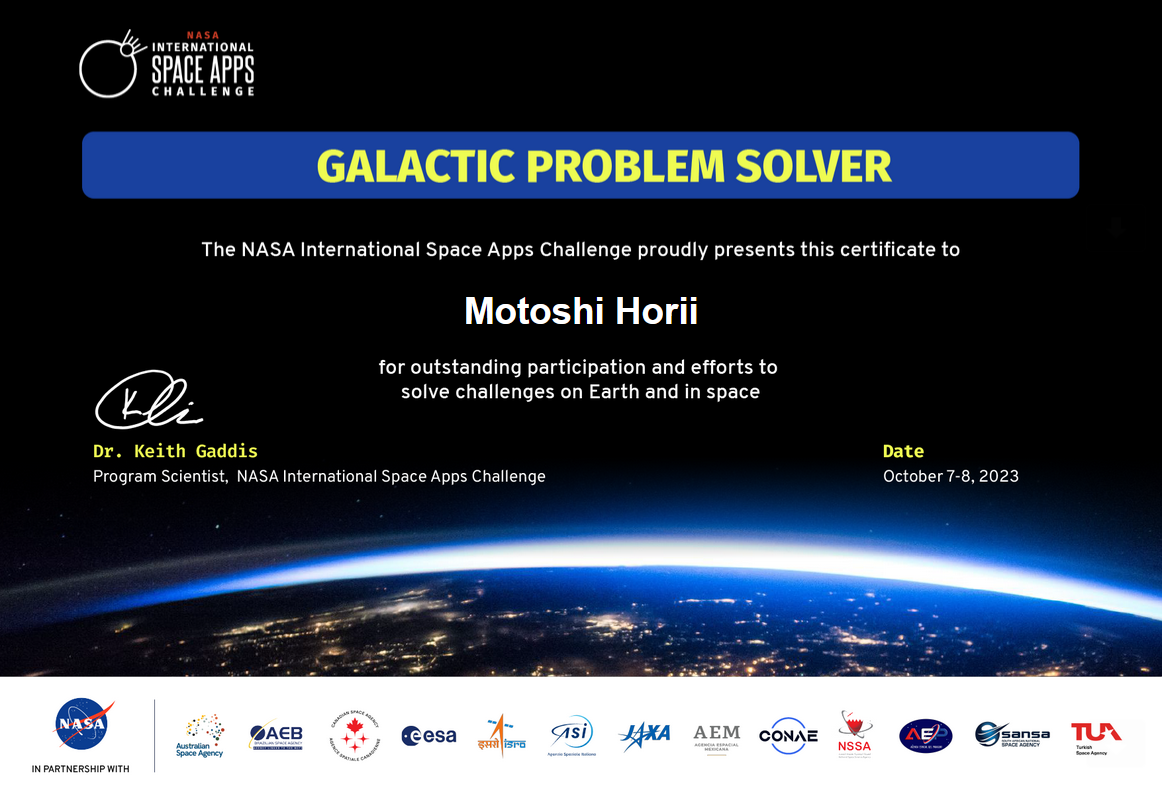 NASA
INTERNATIONAL
SPACE APPS
CHALLENGE
GALACTIC PROBLEM SOLVER
The NASA International Space Apps Challenge proudly presents this certificate to
Motoshi Horii
for outstanding participation and efforts to
solve challenges on Earth and in space
Dr. Keith Gaddis
Program Scientist, NASA International Space Apps Challenge
Date
October 7-8, 2023
NASA
IN PARTNERSHIP WITH
Australian
Space Agency
AEB
BRAZILIAN SPACE AGENCY
CANADIAN SPACE AGENCY
AGENCE SPATIALE CANADIENNE
esa
इसरो isro
asi
Agenzia Spaziale Italiana
JAXA
AEM
AGENCIA ESPACIAL
MEXICANA
CONAE
NSSA
AEP
sansa
SOUTH AFRICAN NATIONAL
SPACE AGENCY
TUA
Turkish
Space Agency